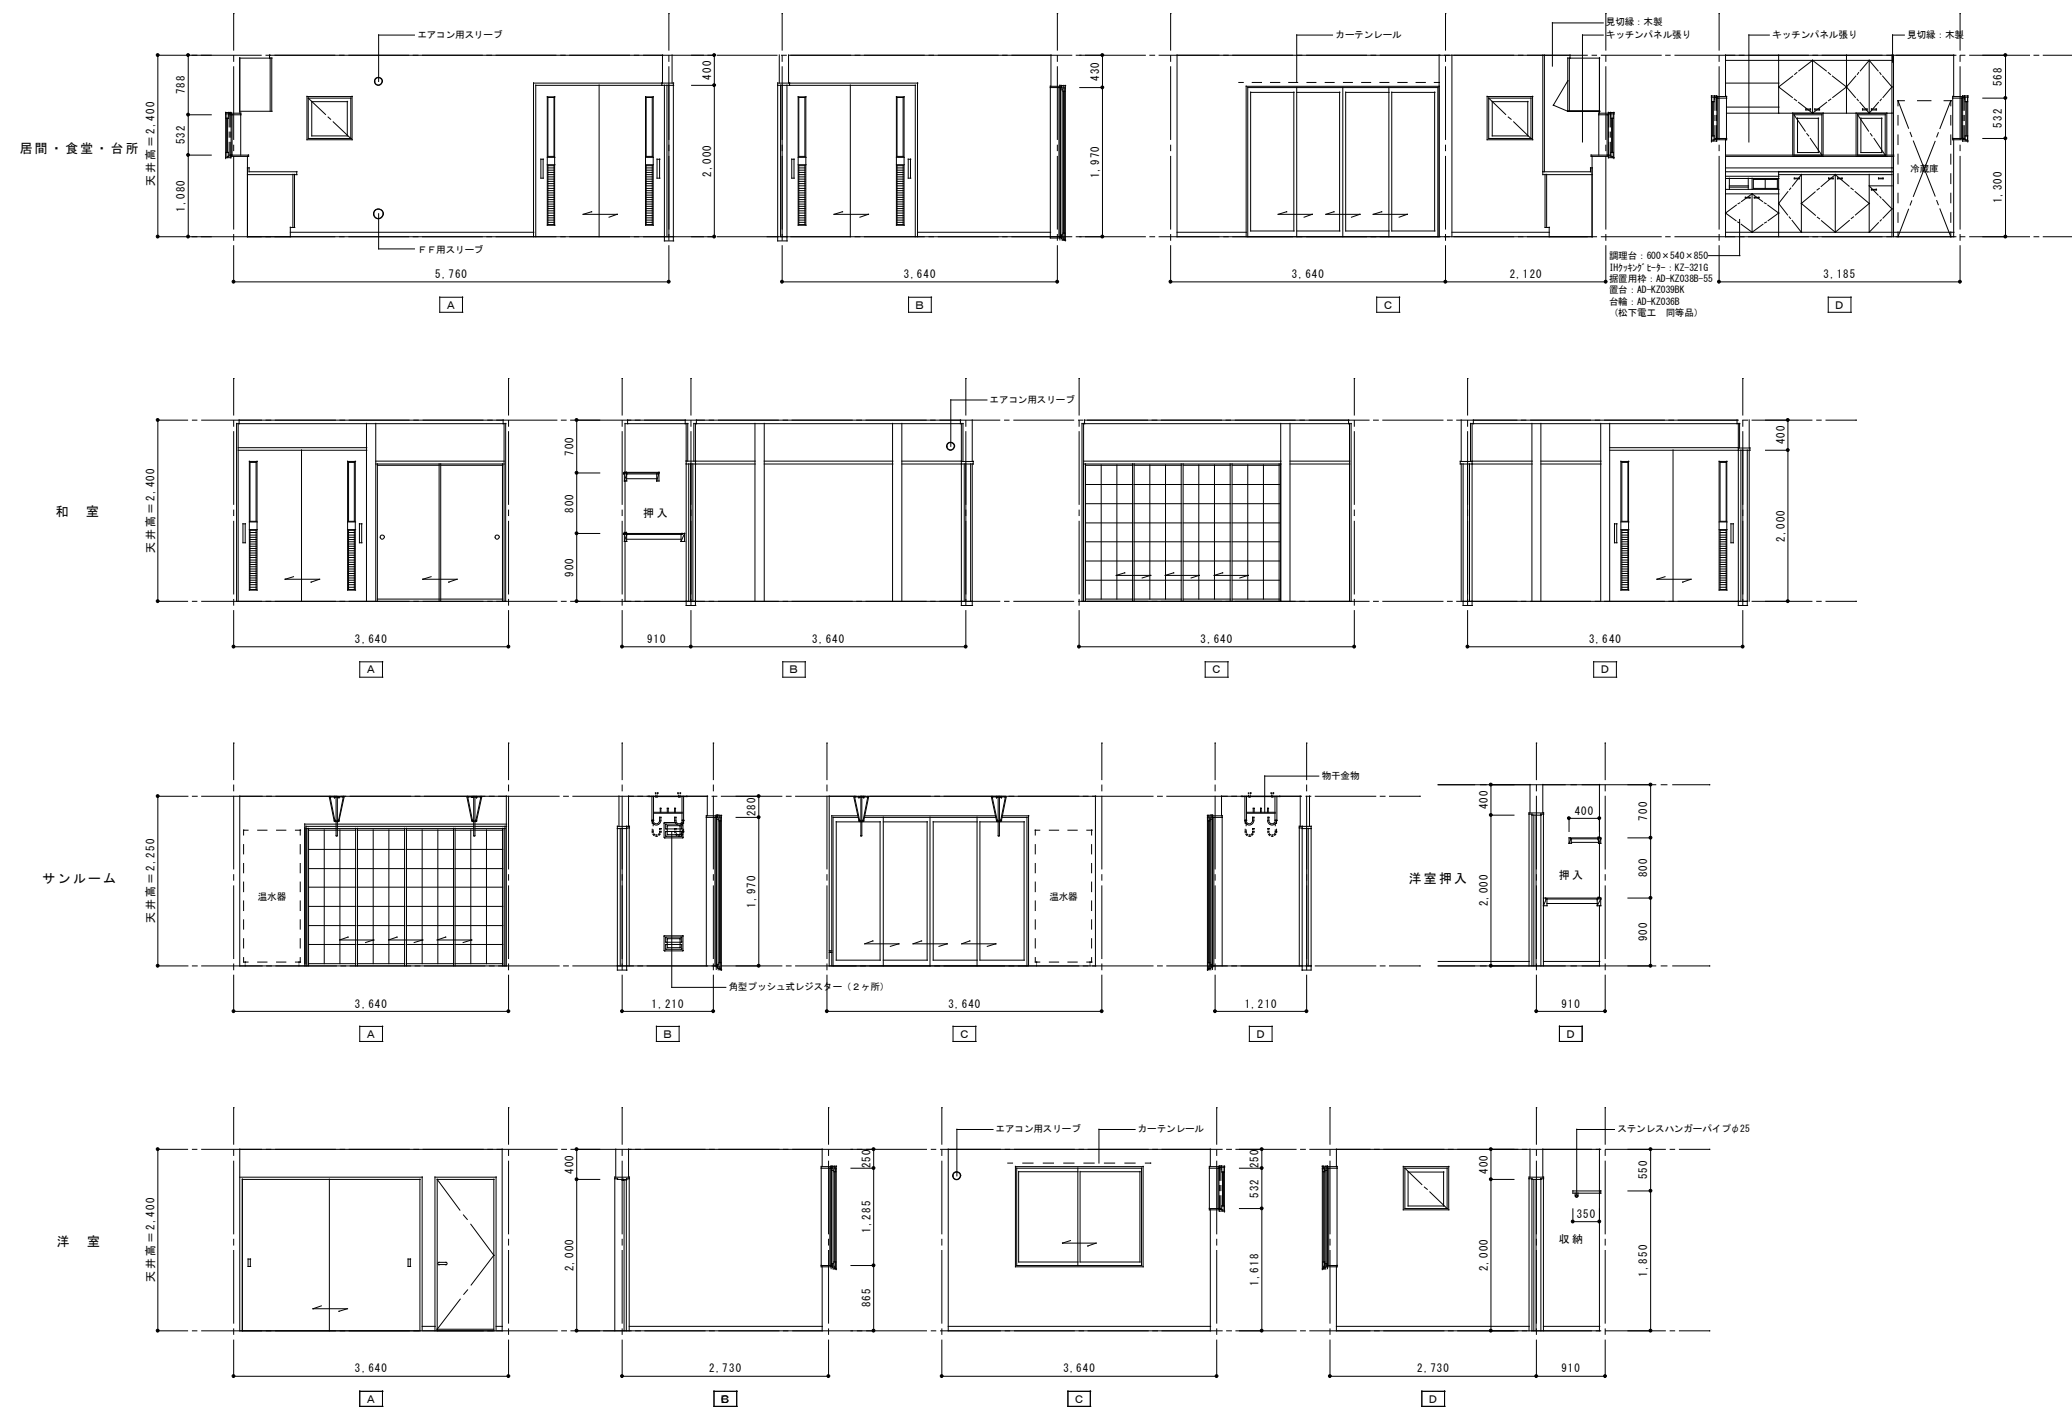 居間・食堂・台所
天井高＝2,400
788
532
1,080
エアコン用スリーブ
ＦＦ用スリーブ
400
2,000
5,760
A
430
1,970
3,640
B
カーテンレール
見切縁：木製
キッチンパネル張り
3,640
2,120
C
キッチンパネル張り
見切縁：木製
冷蔵庫
568
532
1,300
調理台：600×540×850
IHｸｯｷﾝｸﾞﾋｰﾀｰ：KZ-321G
据置用枠：AD-KZ038B-55
置台：AD-KZ039BK
台輪：AD-KZ036B
（松下電工　同等品）
3,185
D
和　室
天井高＝2,400
3,640
A
700
800
900
押入
エアコン用スリーブ
910
3,640
B
3,640
C
400
2,000
3,640
D
サンルーム
天井高＝2,250
温水器
3,640
A
280
1,970
角型プッシュ式レジスター（２ヶ所）
1,210
B
温水器
3,640
C
物干金物
1,210
D
洋室押入
400
2,000
400
押入
700
800
900
910
D
洋　室
天井高＝2,400
3,640
A
400
2,000
250
1,285
865
2,730
B
エアコン用スリーブ
カーテンレール
250
532
1,618
3,640
C
400
2,000
ステンレスハンガーパイプφ25
350
収納
550
1,850
2,730
910
D